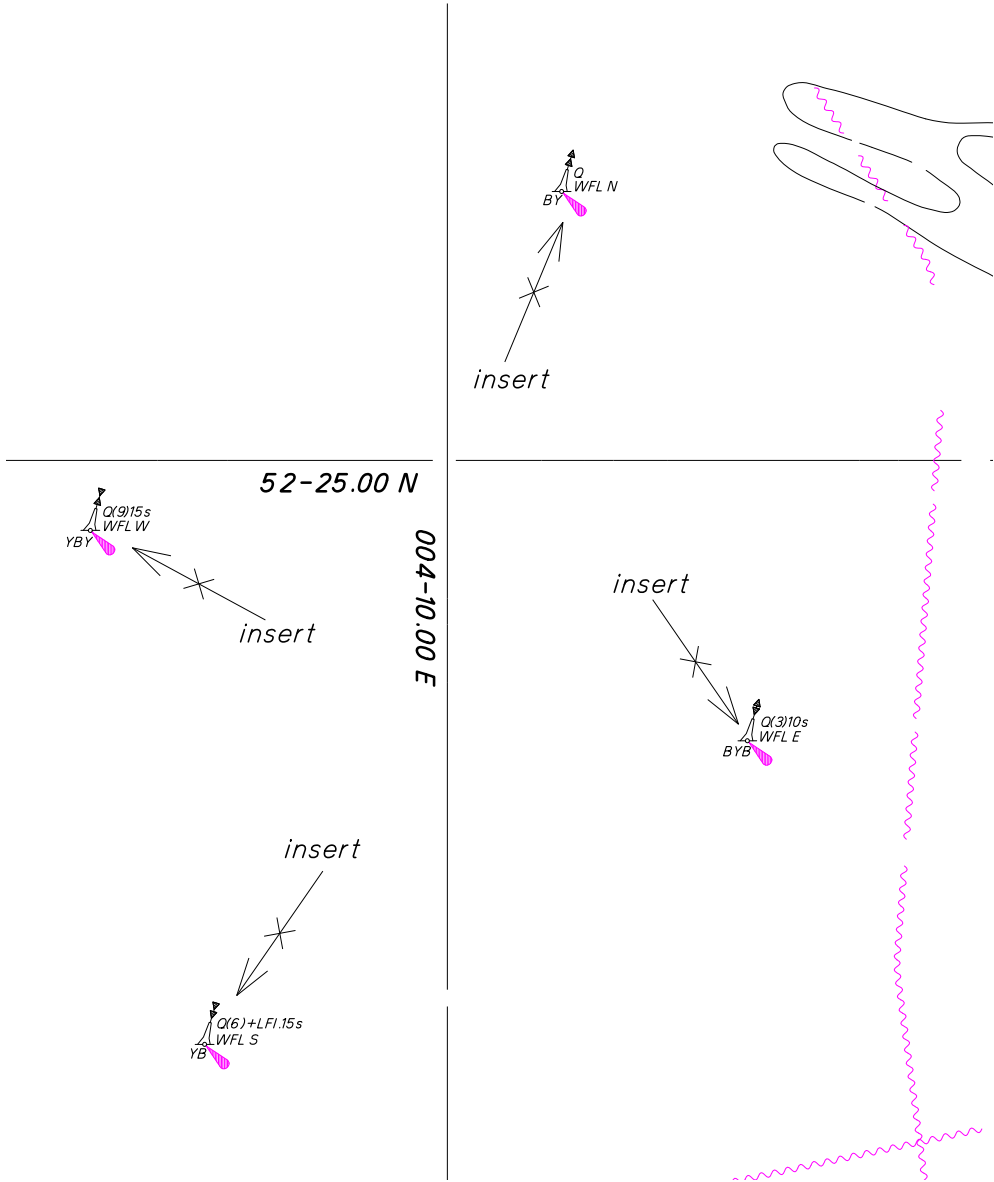 Q
WFL N
BY
insert
52-25.00 N
Q(9)15s
WFL W
YBY
insert
004-10.00 E
insert
Q(3)10s
WFL E
BYB
insert
Q(6)+LFl.15s
WFL S
YB